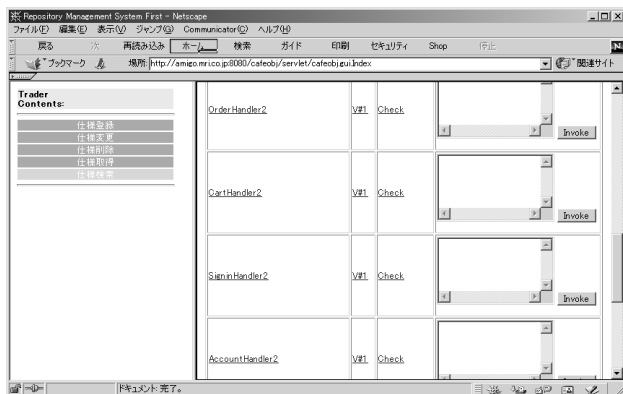 Repository Management System First - Netscape
ファイル(F) 編集(E) 表示(V) ジャンプ(G) Communicator(C) ヘルプ(H)
戻る 次 再読み込み ホーム 検索 ガイド 印刷 セキュリティ Shop 停止
ブックマーク 場所: http://amigo.mri.co.jp:8080/cafeobj/servlet/cafeobj.gui.Index 関連サイト
Trader
Contents:
仕様登録
仕様変更
仕様削除
仕様取得
仕様検索
OrderHandler2 V#1 Check Invoke
CartHandler2 V#1 Check Invoke
SigninHandler2 V#1 Check Invoke
AccountHandler2 V#1 Check
ドキュメント: 完了。